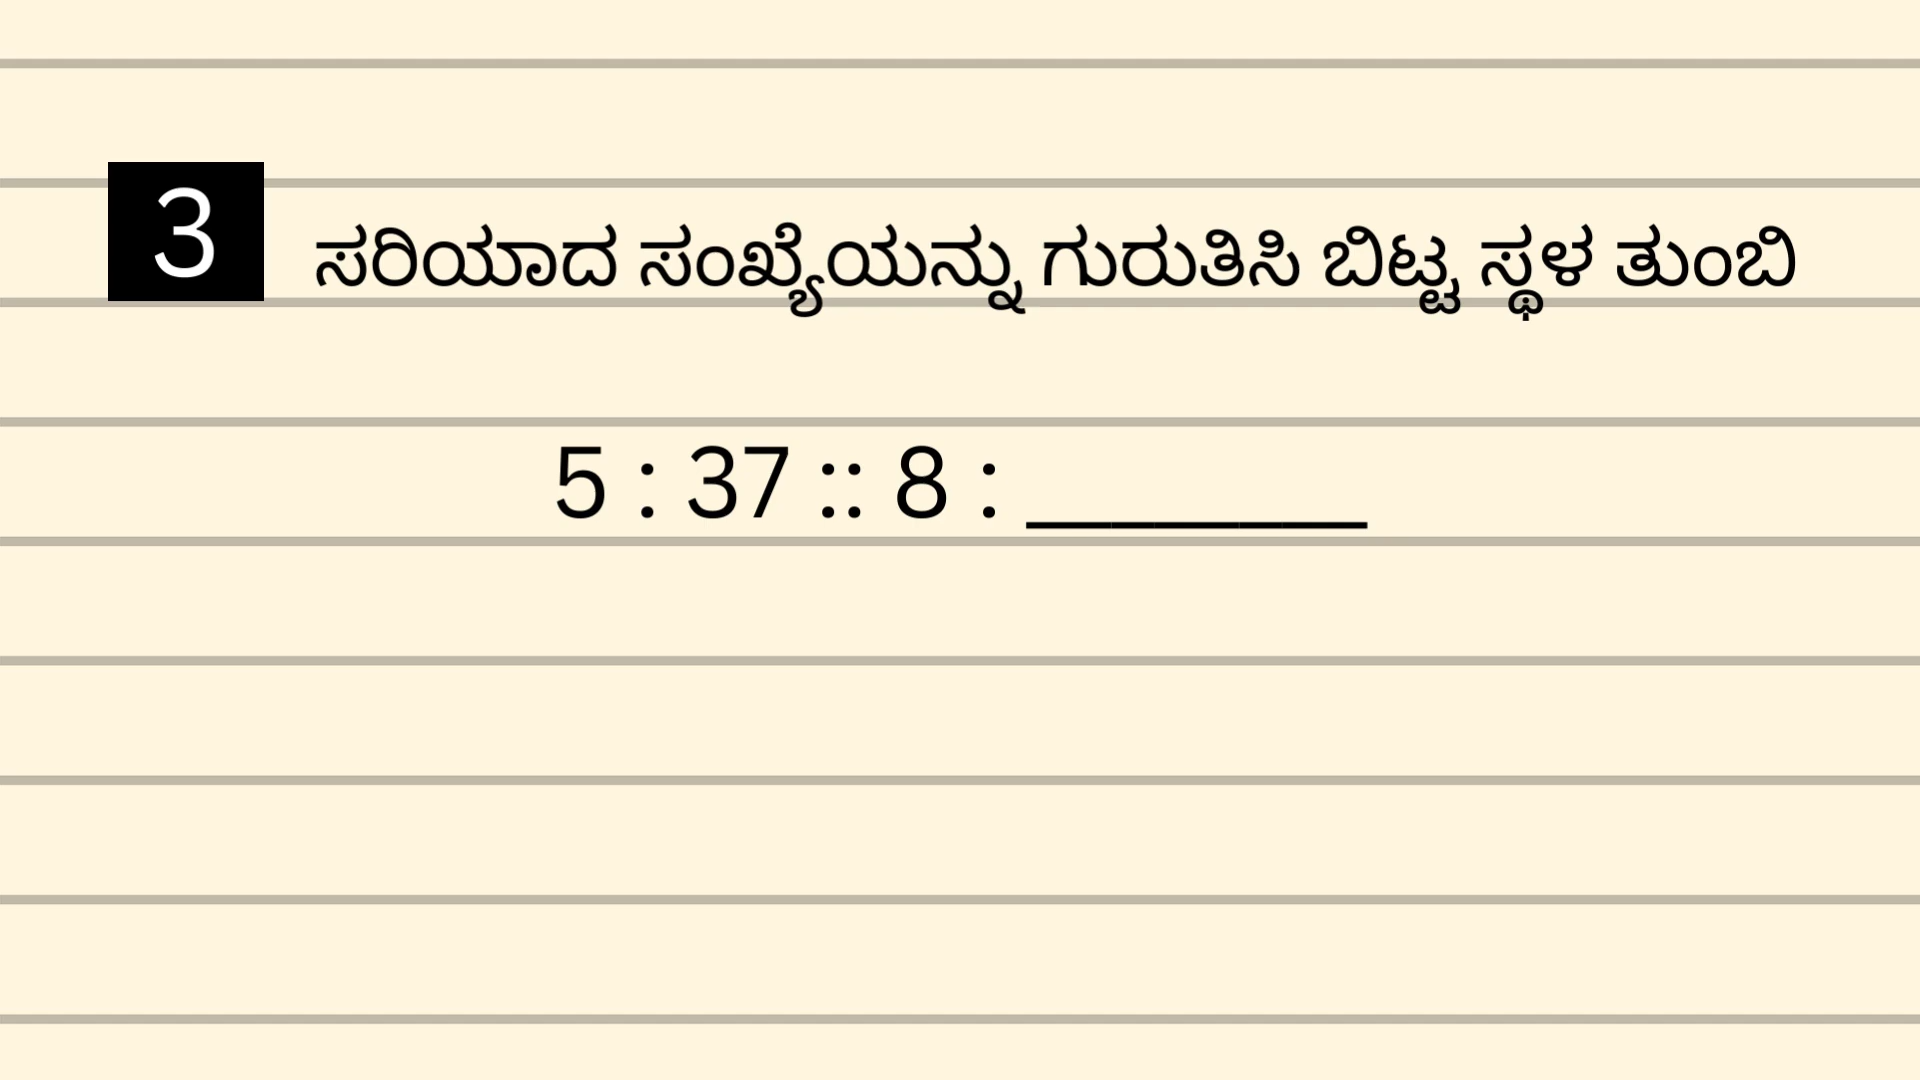 3 ಸರಿಯಾದ ಸಂಖ್ಯೆಯನ್ನು ಗುರುತಿಸಿ ಬಿಟ್ಟ ಸ್ಥಳ ತುಂಬಿ
5 : 37 :: 8 : ________